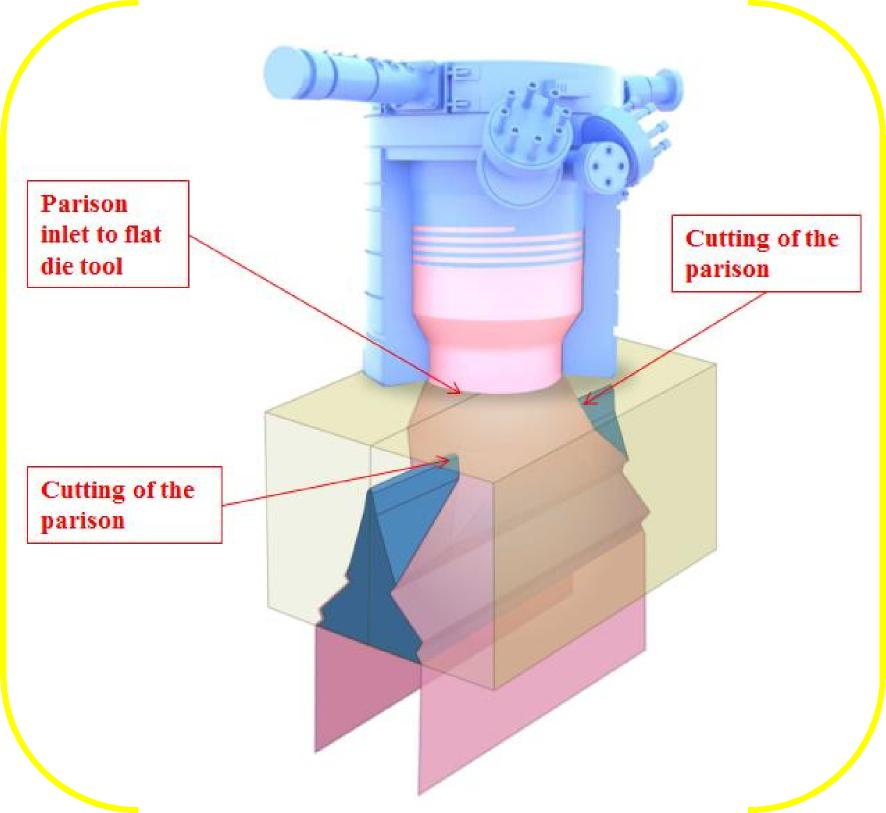 Parison
inlet to flat
die tool
Cutting of the
parison
Cutting of the
parison